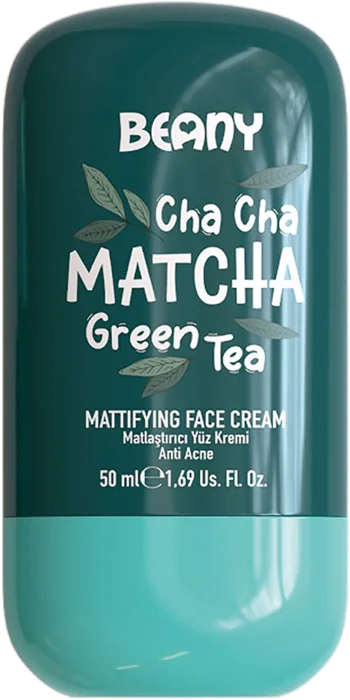 BEANY
Cha Cha
MATCHA
Green Tea
MATTIFYING FACE CREAM
Matlaştırıcı Yüz Kremi
Anti Acne
50 ml℮1,69 Us. Fl. Oz.